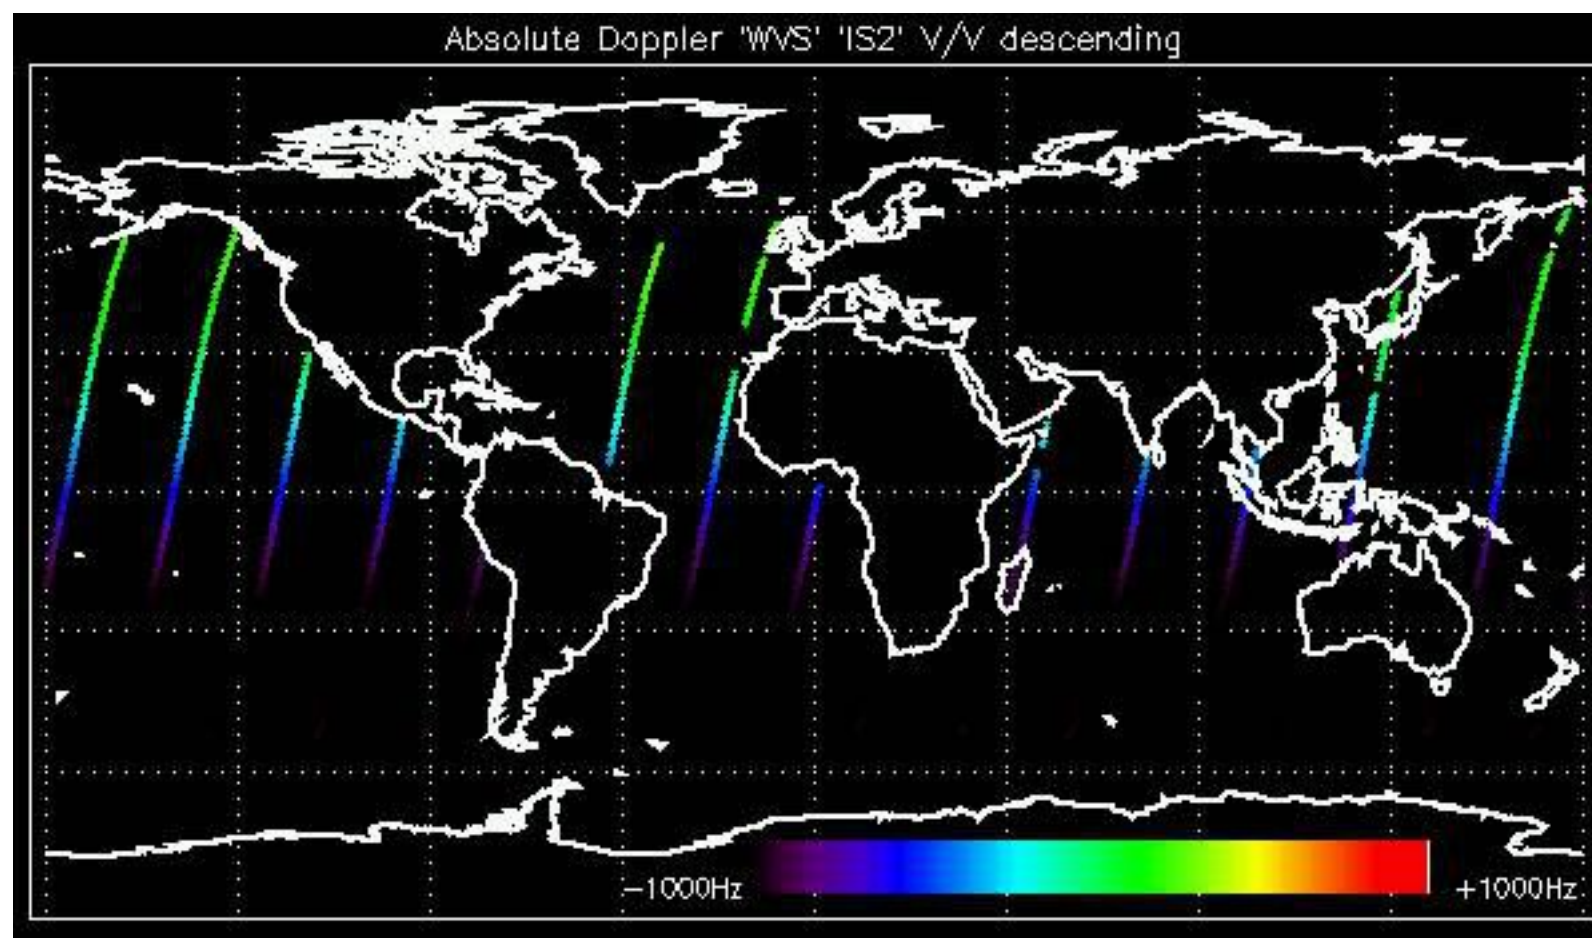 Absolute Doppler 'WVS' 'IS2' V/V descending
−1000Hz +1000Hz